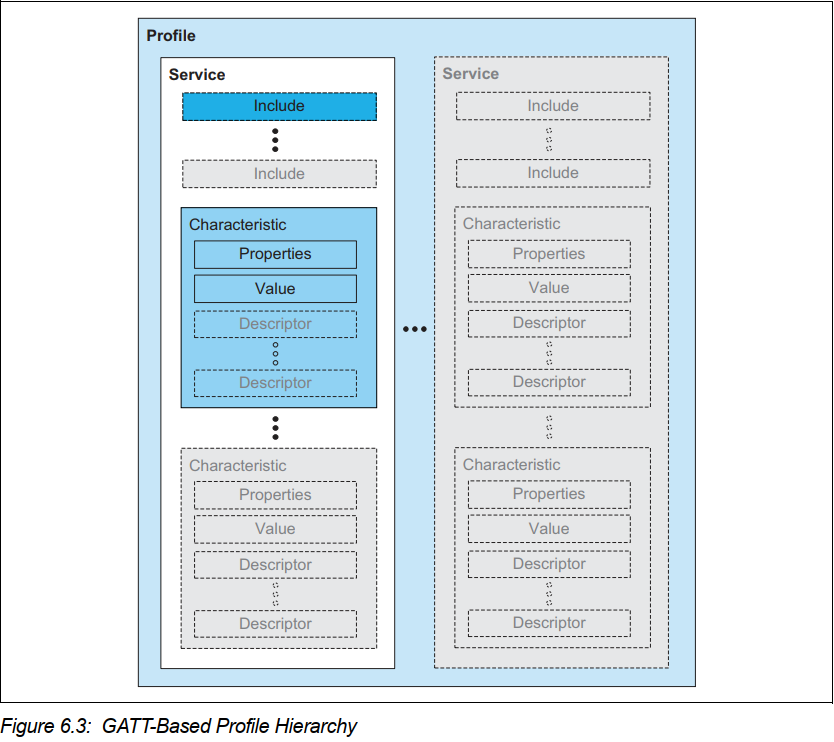 Profile
Service
Include
Include
Characteristic
Properties
Value
Descriptor
Descriptor
Characteristic
Properties
Value
Descriptor
Descriptor
Service
Include
Include
Characteristic
Properties
Value
Descriptor
Descriptor
Characteristic
Properties
Value
Descriptor
Descriptor
Figure 6.3: GATT-Based Profile Hierarchy